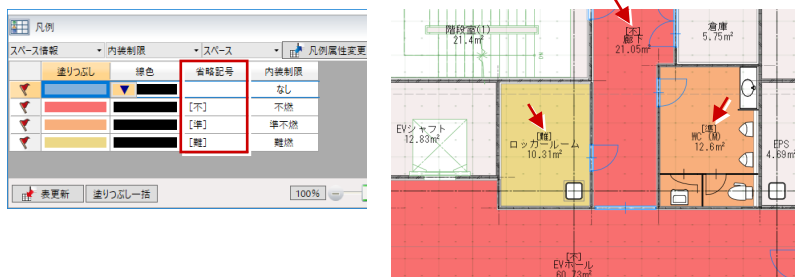 凡例
スペース情報 内装制限 スペース 凡例属性変更
塗りつぶし 線色 省略記号 内装制限
なし
[不] 不燃
[準] 準不燃
[難] 難燃
表更新 塗りつぶし一括 100%
階段室(1)
21.4㎡
[不]
廊下
21.05㎡
倉庫
5.75㎡
EVシャフト
12.83㎡
[難]
ロッカールーム
10.31㎡
[準]
WC (M)
12.6㎡
EPS
4.69㎡
[不]
EVホール
60.73㎡